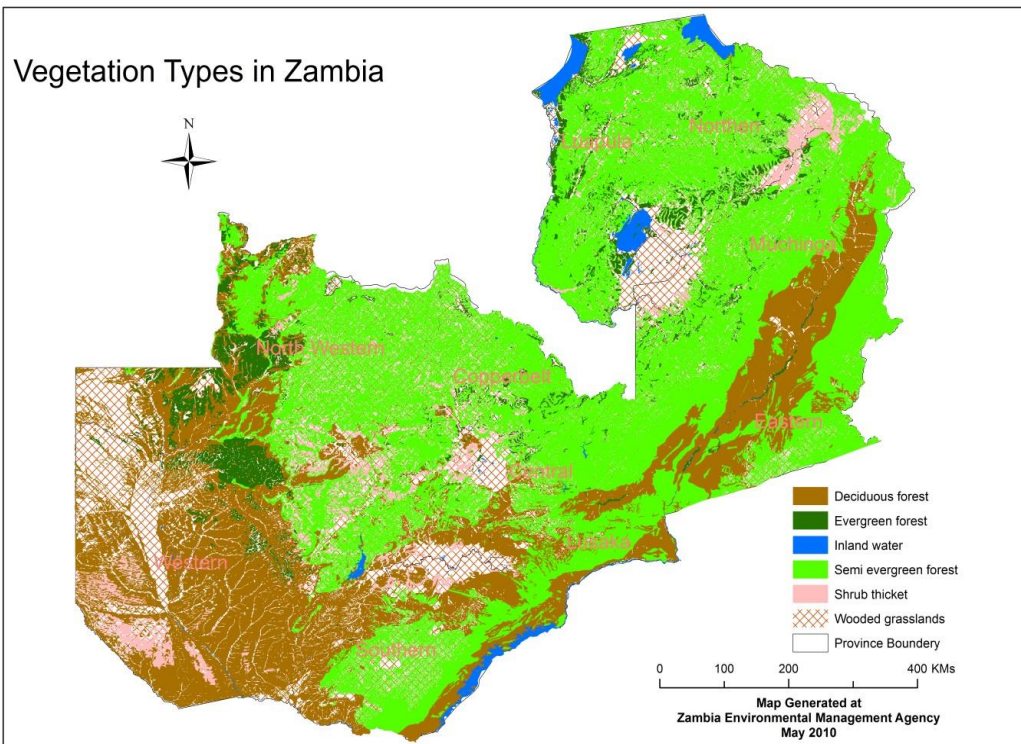 Vegetation Types in Zambia
N
Luapula
Northen
Muchinga
North Western
Copperbelt
Eastern
Central
Lusaka
Western
Southern
Deciduous forest
Evergreen forest
Inland water
Semi evergreen forest
Shrub thicket
Wooded grasslands
Province Boundery
0 100 200 400 KMs
Map Generated at
Zambia Environmental Management Agency
May 2010